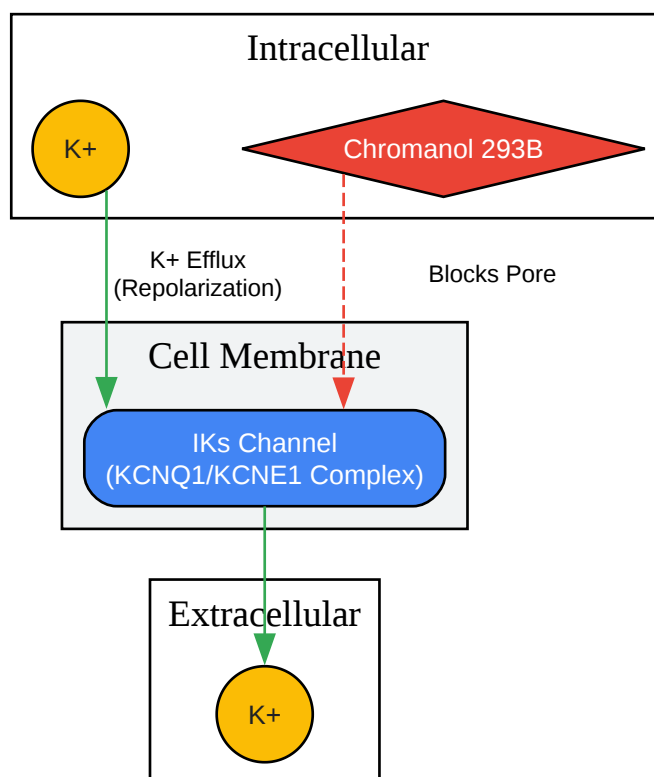 Intracellular
K+
Chromanol 293B
K+ Efflux
(Repolarization)
Blocks Pore
Cell Membrane
IKs Channel
(KCNQ1/KCNE1 Complex)
Extracellular
K+